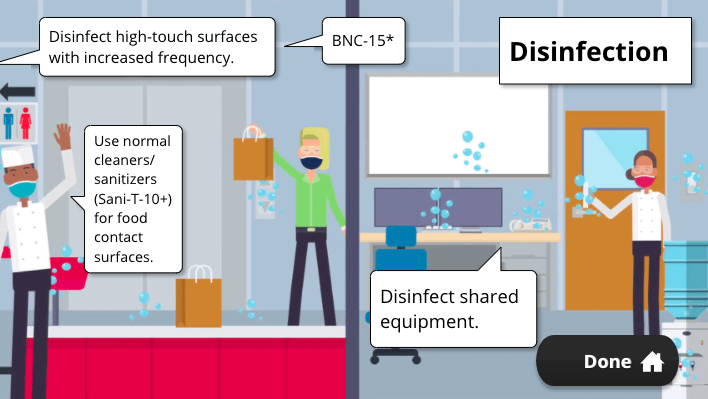 Disinfect high-touch surfaces
with increased frequency.
BNC-15*
Disinfection
Use normal
cleaners/
sanitizers
(Sani-T-10+)
for food
contact
surfaces.
Disinfect shared
equipment.
Done